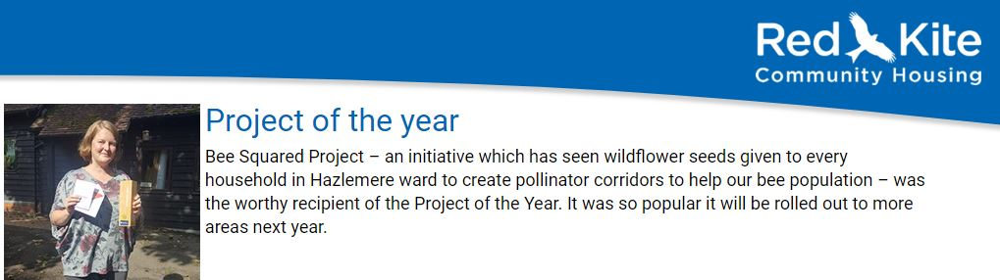 Red Kite
Community Housing
Project of the year
Bee Squared Project – an initiative which has seen wildflower seeds given to every
household in Hazlemere ward to create pollinator corridors to help our bee population – was
the worthy recipient of the Project of the Year. It was so popular it will be rolled out to more
areas next year.